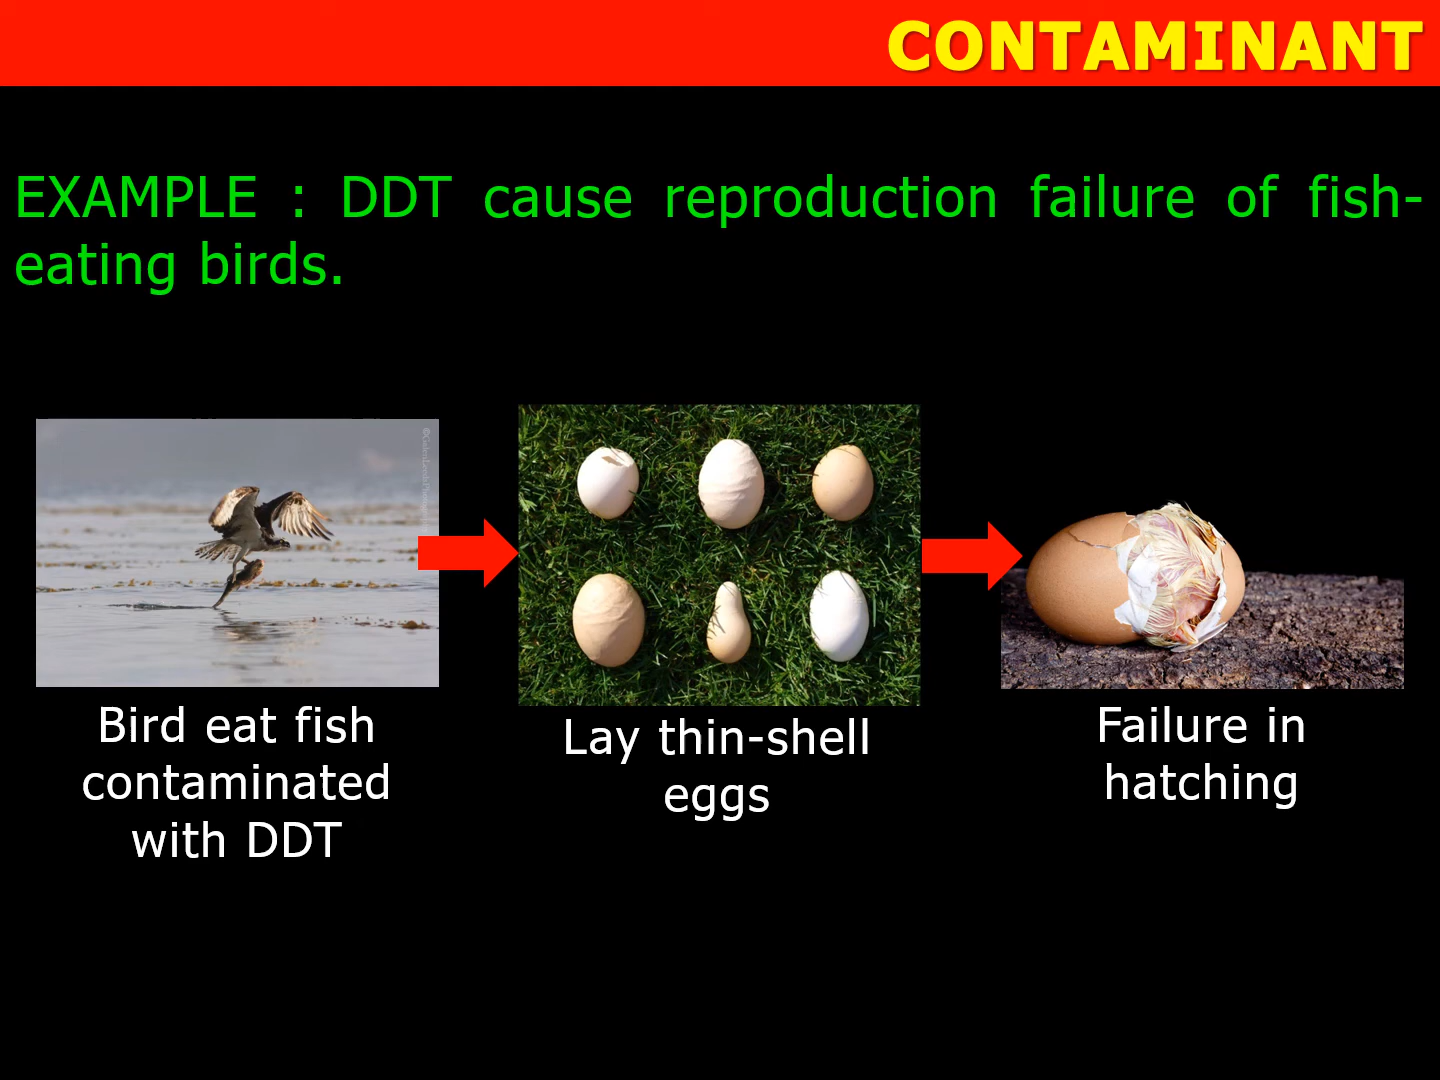 CONTAMINANT
EXAMPLE : DDT cause reproduction failure of fish-
eating birds.
Bird eat fish
contaminated
with DDT
Lay thin-shell
eggs
Failure in
hatching